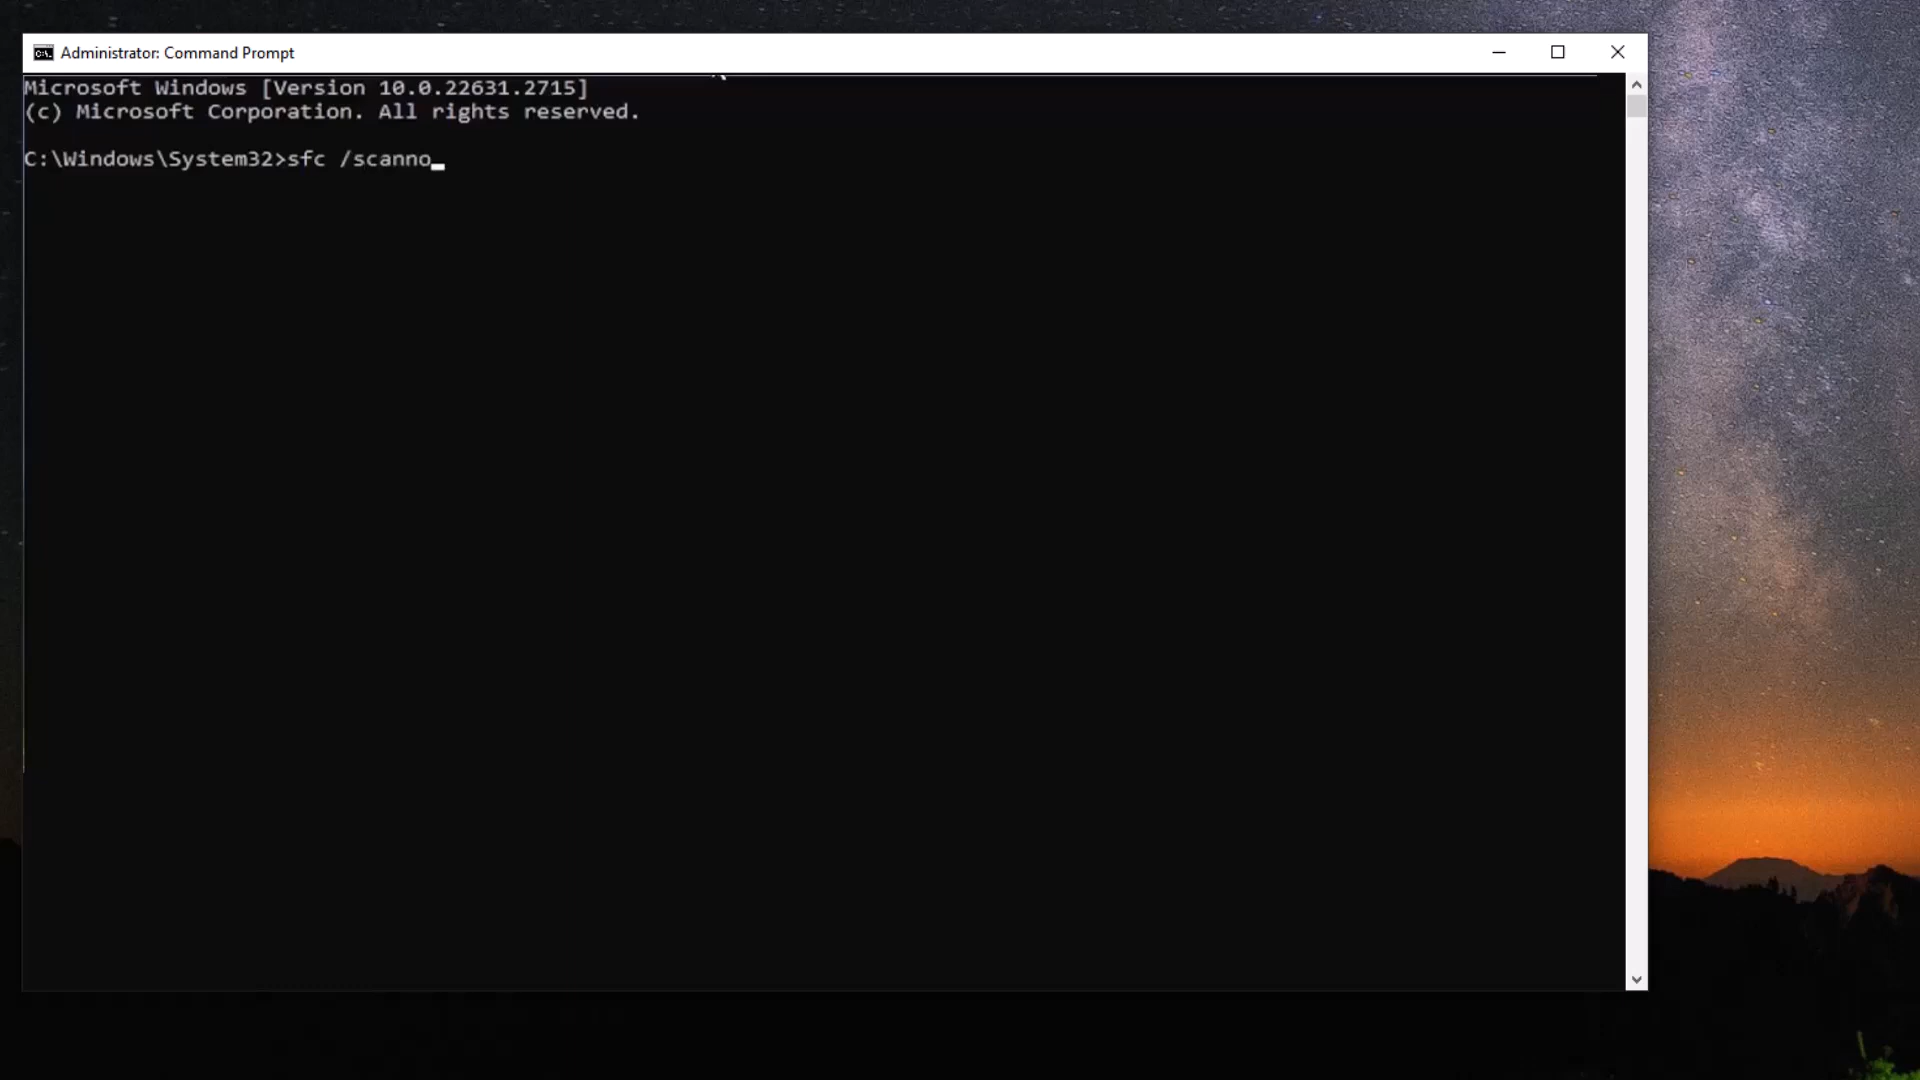 Administrator: Command Prompt
Microsoft Windows [Version 10.0.22631.2715]
(c) Microsoft Corporation. All rights reserved.
C:\Windows\System32>sfc /scanno